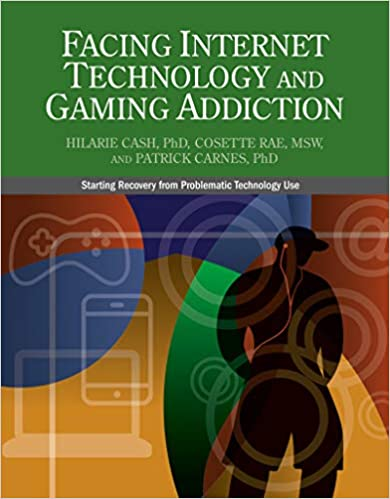 FACING INTERNET
TECHNOLOGY AND
GAMING ADDICTION
HILARIE CASH, PHD, COSETTE RAE, MSW,
AND PATRICK CARNES, PHD
Starting Recovery from Problematic Technology Use